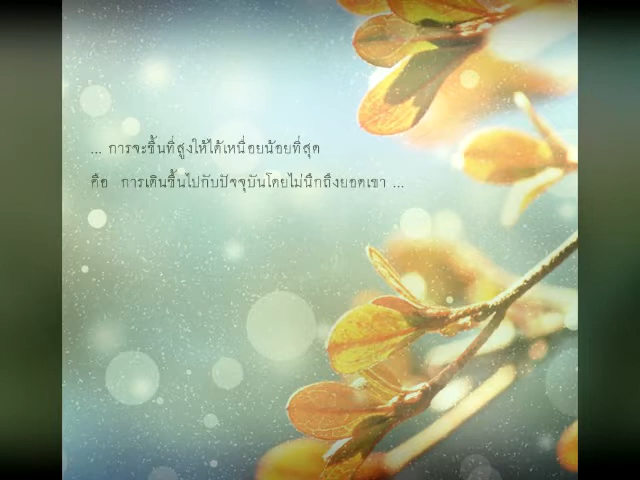 ... การจะขึ้นที่สูงให้ได้เหนื่อยน้อยที่สุด
คือ การเดินขึ้นไปกับปัจจุบันโดยไม่นึกถึงยอดเขา ...